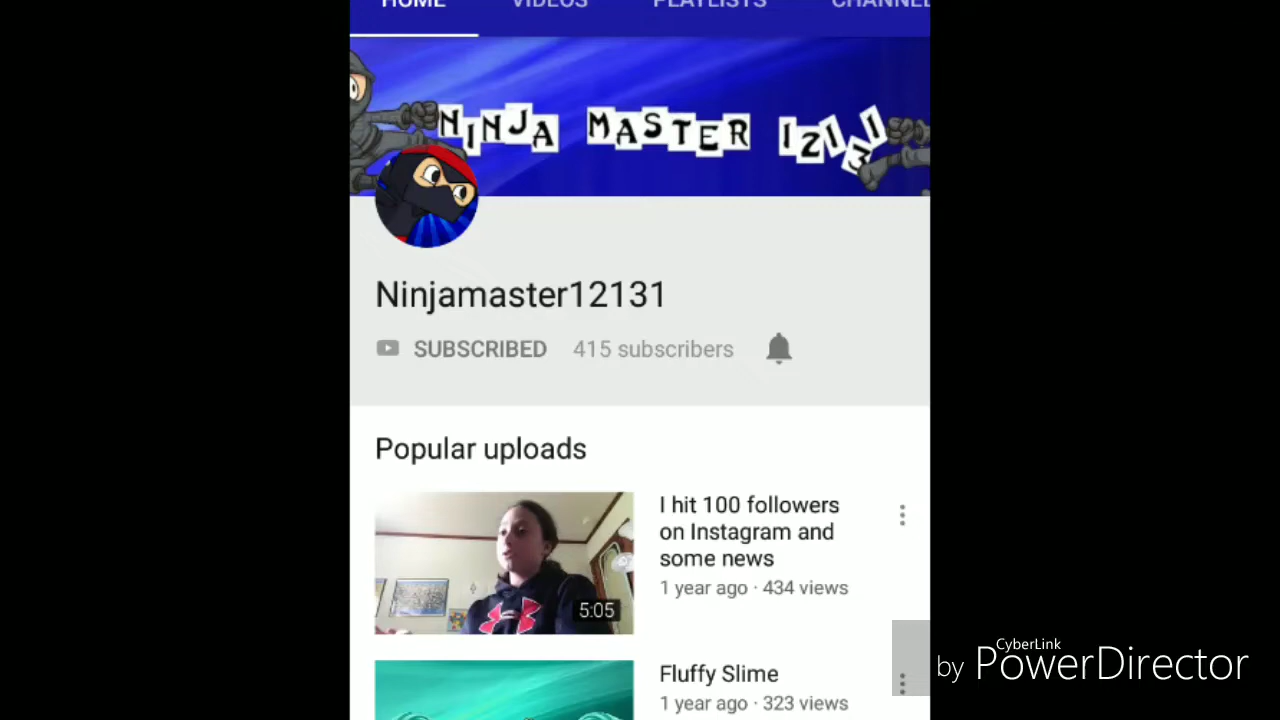 HOME VIDEOS PLAYLISTS CHANNEL
NINJA MASTER 12131
Ninjamaster12131
SUBSCRIBED 415 subscribers
Popular uploads
I hit 100 followers
on Instagram and
some news
1 year ago · 434 views
5:05
Fluffy Slime
1 year ago · 323 views
CyberLink
by PowerDirector